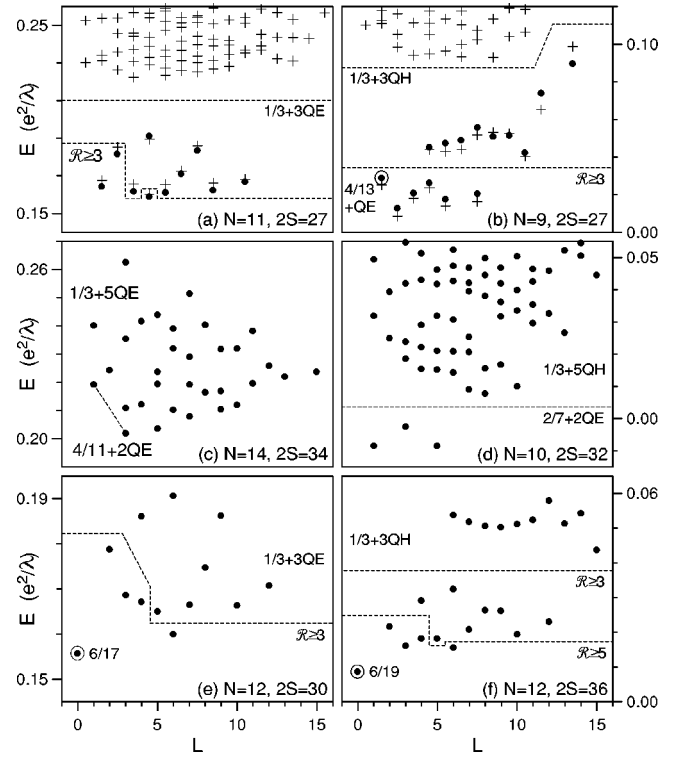 0.25
0.15
E (e²/λ)
1/3+3QE
ℛ≥3
(a) N=11, 2S=27
0.10
0.00
1/3+3QH
ℛ≥3
4/13
+QE
(b) N=9, 2S=27
0.26
0.20
E (e²/λ)
1/3+5QE
4/11+2QE
(c) N=14, 2S=34
0.05
0.00
1/3+5QH
2/7+2QE
(d) N=10, 2S=32
0.19
0.15
E (e²/λ)
1/3+3QE
ℛ≥3
6/17
(e) N=12, 2S=30
0.06
0.00
1/3+3QH
ℛ≥3
ℛ≥5
6/19
(f) N=12, 2S=36
0 5 10 15
L
0 5 10 15
L